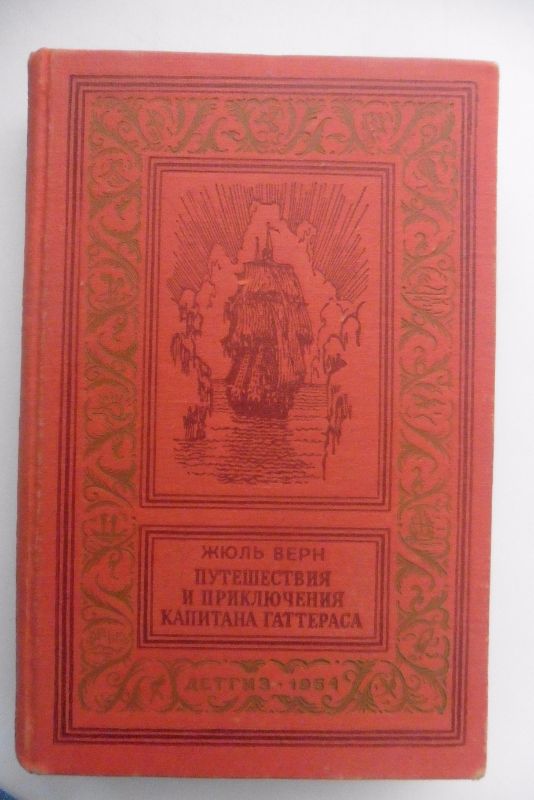 ЖЮЛЬ ВЕРН
ПУТЕШЕСТВИЯ
И ПРИКЛЮЧЕНИЯ
КАПИТАНА ГАТТЕРАСА
ДЕТГИЗ · 1954